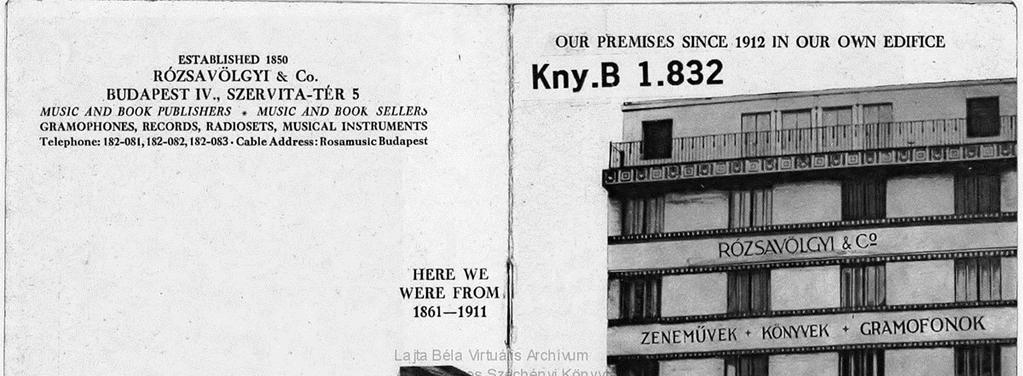 ESTABLISHED 1850
RÓZSAVÖLGYI & Co.
BUDAPEST IV., SZERVITA-TÉR 5
MUSIC AND BOOK PUBLISHERS * MUSIC AND BOOK SELLERS
GRAMOPHONES, RECORDS, RADIOSETS, MUSICAL INSTRUMENTS
Telephone: 182-081, 182-082, 182-083 · Cable Address: Rosamusic Budapest
HERE WE
WERE FROM
1861—1911
OUR PREMISES SINCE 1912 IN OUR OWN EDIFICE
Kny.B 1.832
RÓZSAVÖLGYI & Co
ZENEMŰVEK + KÖNYVEK + GRAMOFONOK
Lajta Béla Virtuális Archívum
Széchényi